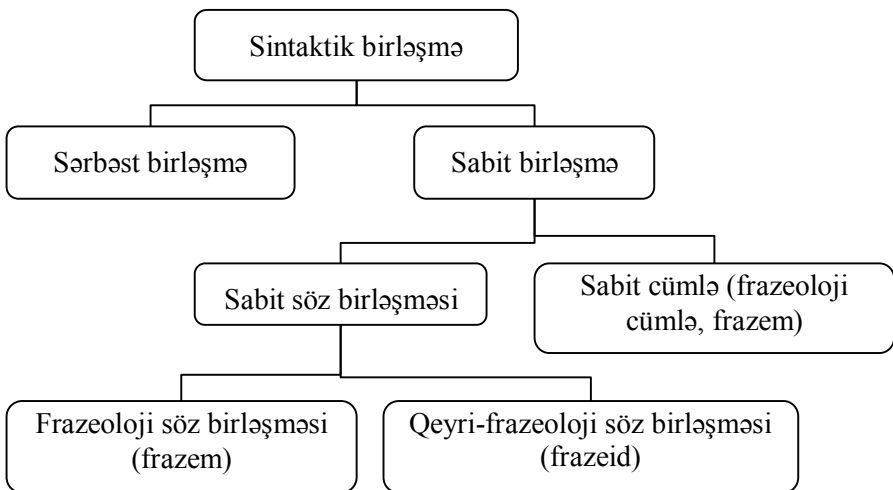 Sintaktik birləşmə
Sərbəst birləşmə
Sabit birləşmə
Sabit söz birləşməsi
Sabit cümlə (frazeoloji
cümlə, frazem)
Frazeoloji söz birləşməsi
(frazem)
Qeyri-frazeoloji söz birləşməsi
(frazeid)